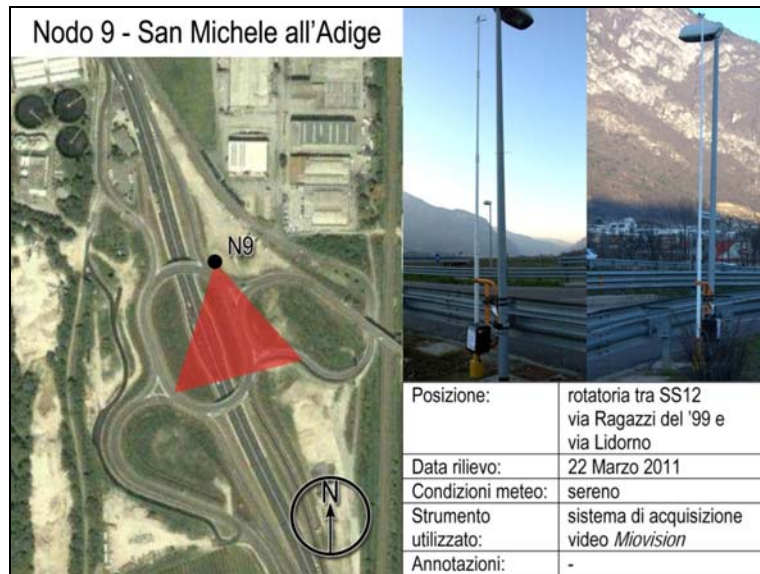 Nodo 9 - San Michele all'Adige
N9
N
Posizione: rotatoria tra SS12
via Ragazzi del '99 e
via Lidorno
Data rilievo: 22 Marzo 2011
Condizioni meteo: sereno
Strumento sistema di acquisizione
utilizzato: video Miovision
Annotazioni: -